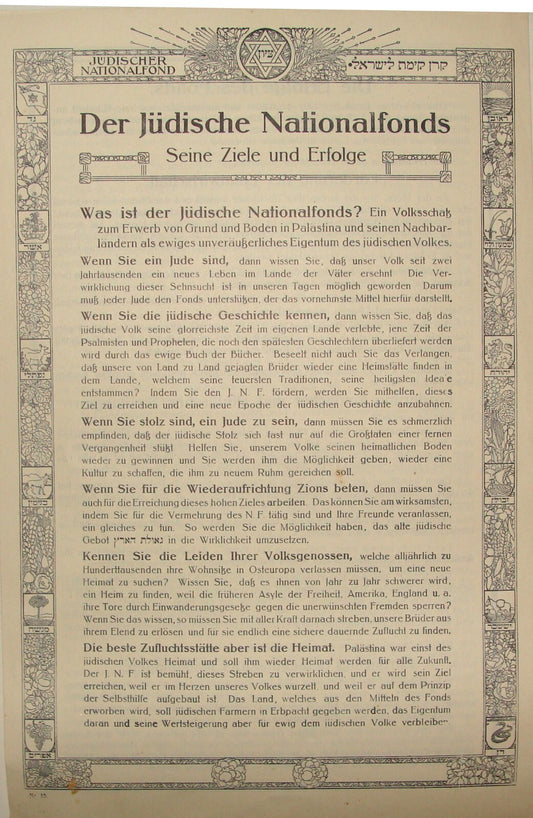 JÜDISCHER
NATIONALFOND
ציון
קרן קימת לישראל
Der Jüdische Nationalfonds
Seine Ziele und Erfolge
Was ist der Jüdische Nationalfonds? Ein Volksschatz
zum Erwerb von Grund und Boden in Palästina und seinen Nachbar-
ländern als ewiges unveräußerliches Eigentum des jüdischen Volkes.
Wenn Sie ein Jude sind, dann wissen Sie, daß unser Volk seit zwei
Jahrtausenden ein neues Leben im Lande der Väter ersehnt Die Ver-
wirklichung dieser Sehnsucht ist in unseren Tagen möglich geworden Darum
muß jeder Jude den Fonds unterstüßen, der das vornehmste Mittel hierfür darstellt.
Wenn Sie die jüdische Geschichte kennen, dann wissen Sie, daß das
jüdische Volk seine glorreichste Zeit im eigenen Lande verlebte, jene Zeit der
Psalmisten und Propheten, die noch den spätesten Geschlechtern überliefert werden
wird durch das ewige Buch der Bücher. Beseelt nicht auch Sie das Verlangen,
daß unsere von Land zu Land gejagten Brüder wieder eine Heimstätte finden in
dem Lande, welchem seine teuersten Traditionen, seine heiligsten Ideale
entstammen? Indem Sie den J. N. F. fördern, werden Sie mithelfen, dieses
Ziel zu erreichen und eine neue Epoche der jüdischen Geschichte anzubahnen.
Wenn Sie stolz sind, ein Jude zu sein, dann müssen Sie es schmerzlich
empfinden, daß der jüdische Stolz sich fast nur auf die Großtaten einer fernen
Vergangenheit stützt Helfen Sie, unserem Volke seinen heimatlichen Boden
wieder zu gewinnen und Sie werden ihm die Möglichkeit geben, wieder eine
Kultur zu schaffen, die ihm zu neuem Ruhm gereichen soll.
Wenn Sie für die Wiederaufrichtung Zions beten, dann müssen Sie
auch für die Erreichung dieses hohen Zieles arbeiten. Das können Sie am wirksamsten,
indem Sie für die Vermehrung des N F. tätig sind und Ihre Freunde veranlassen,
ein gleiches zu tun. So werden Sie die Möglichkeit haben, das alte jüdische
Gebot גאולת הארץ in die Wirklichkeit umzusetzen.
Kennen Sie die Leiden Ihrer Volksgenossen, welche alljährlich zu
Hunderttausenden ihre Wohnsitze in Osteuropa verlassen müssen, um eine neue
Heimat zu suchen? Wissen Sie, daß es ihnen von Jahr zu Jahr schwerer wird,
ein Heim zu finden, weil die früheren Asyle der Freiheit, Amerika, England u. a.
ihre Tore durch Einwanderungsgesetze gegen die unerwünschten Fremden sperren?
Wenn Sie das wissen, so müssen Sie mit aller Kraft danach streben, unsere Brüder aus
ihrem Elend zu erlösen und für sie endlich eine sichere dauernde Zuflucht zu finden.
Die beste Zufluchtsstätte aber ist die Heimat. Palästina war einst des
jüdischen Volkes Heimat und soll ihm wieder Heimat werden für alle Zukunft.
Der J. N. F ist bemüht, dieses Streben zu verwirklichen, und er wird sein Ziel
erreichen, weil er im Herzen unseres Volkes wurzelt, und weil er auf dem Prinzip
der Selbsthilfe aufgebaut ist Das Land, welches aus den Mitteln des Fonds
erworben wird, soll jüdischen Farmern in Erbpacht gegeben werden, das Eigentum
daran und seine Wertsteigerung aber für ewig dem jüdischen Volke verbleiben.
גד
אשר
נפתלי
מנשה
אפרים
ראובן
שמעון
יהודה
זבולן
יששכר
דן